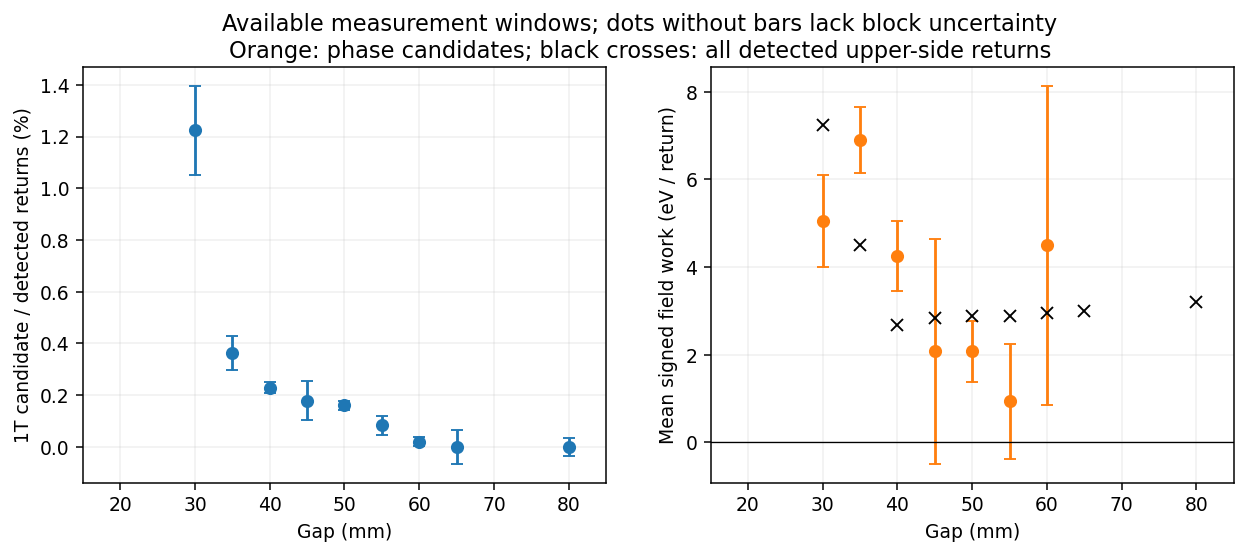 Available measurement windows; dots without bars lack block uncertainty
Orange: phase candidates; black crosses: all detected upper-side returns
1T candidate / detected returns (%)
1.4
1.2
1.0
0.8
0.6
0.4
0.2
0.0
20 30 40 50 60 70 80
Gap (mm)
Mean signed field work (eV / return)
8
6
4
2
0
20 30 40 50 60 70 80
Gap (mm)